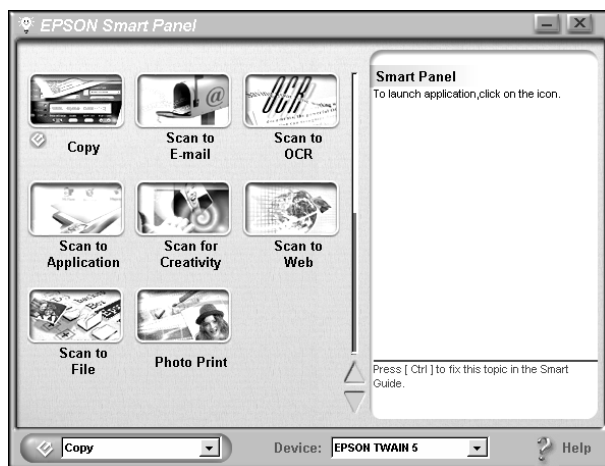 EPSON Smart Panel
Copy
Scan to
E-mail
OCR
Scan to
OCR
Scan to
Application
Scan for
Creativity
Scan to
Web
Scan to
File
Photo Print
Smart Panel
To launch application,click on the icon.
Press [ Ctrl ] to fix this topic in the Smart
Guide.
Copy
Device: EPSON TWAIN 5
Help